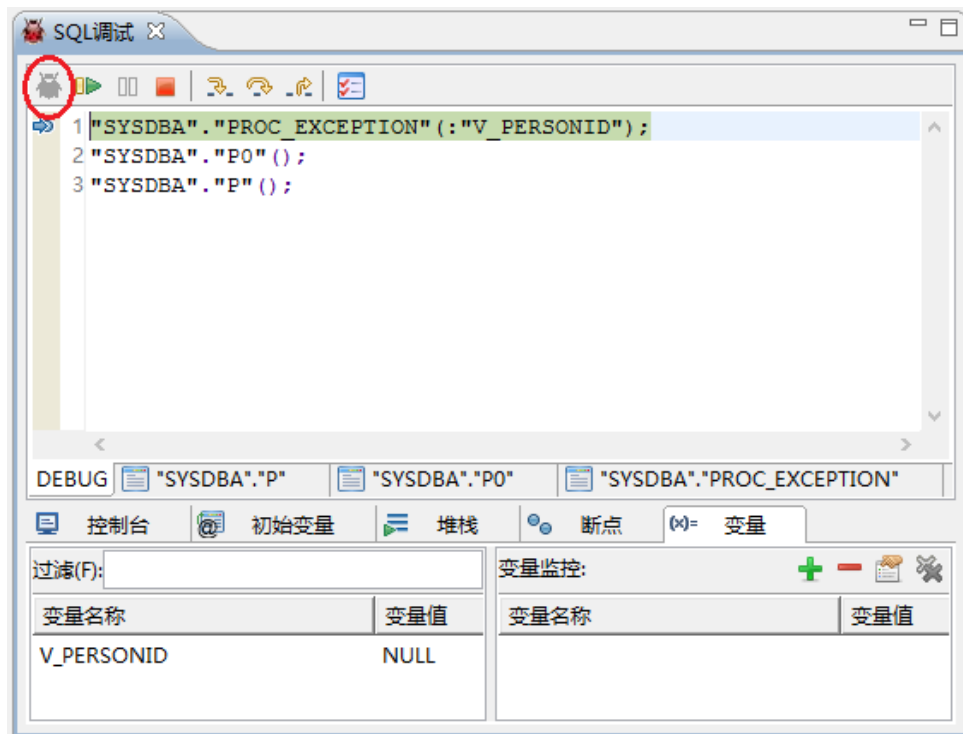 SQL调试
1 "SYSDBA"."PROC_EXCEPTION"(:"V_PERSONID");
2 "SYSDBA"."P0"();
3 "SYSDBA"."P"();
DEBUG "SYSDBA"."P" "SYSDBA"."P0" "SYSDBA"."PROC_EXCEPTION"
控制台 @ 初始变量 堆栈 断点 (x)= 变量
过滤(F): 变量监控:
变量名称 变量值 变量名称 变量值
V_PERSONID NULL